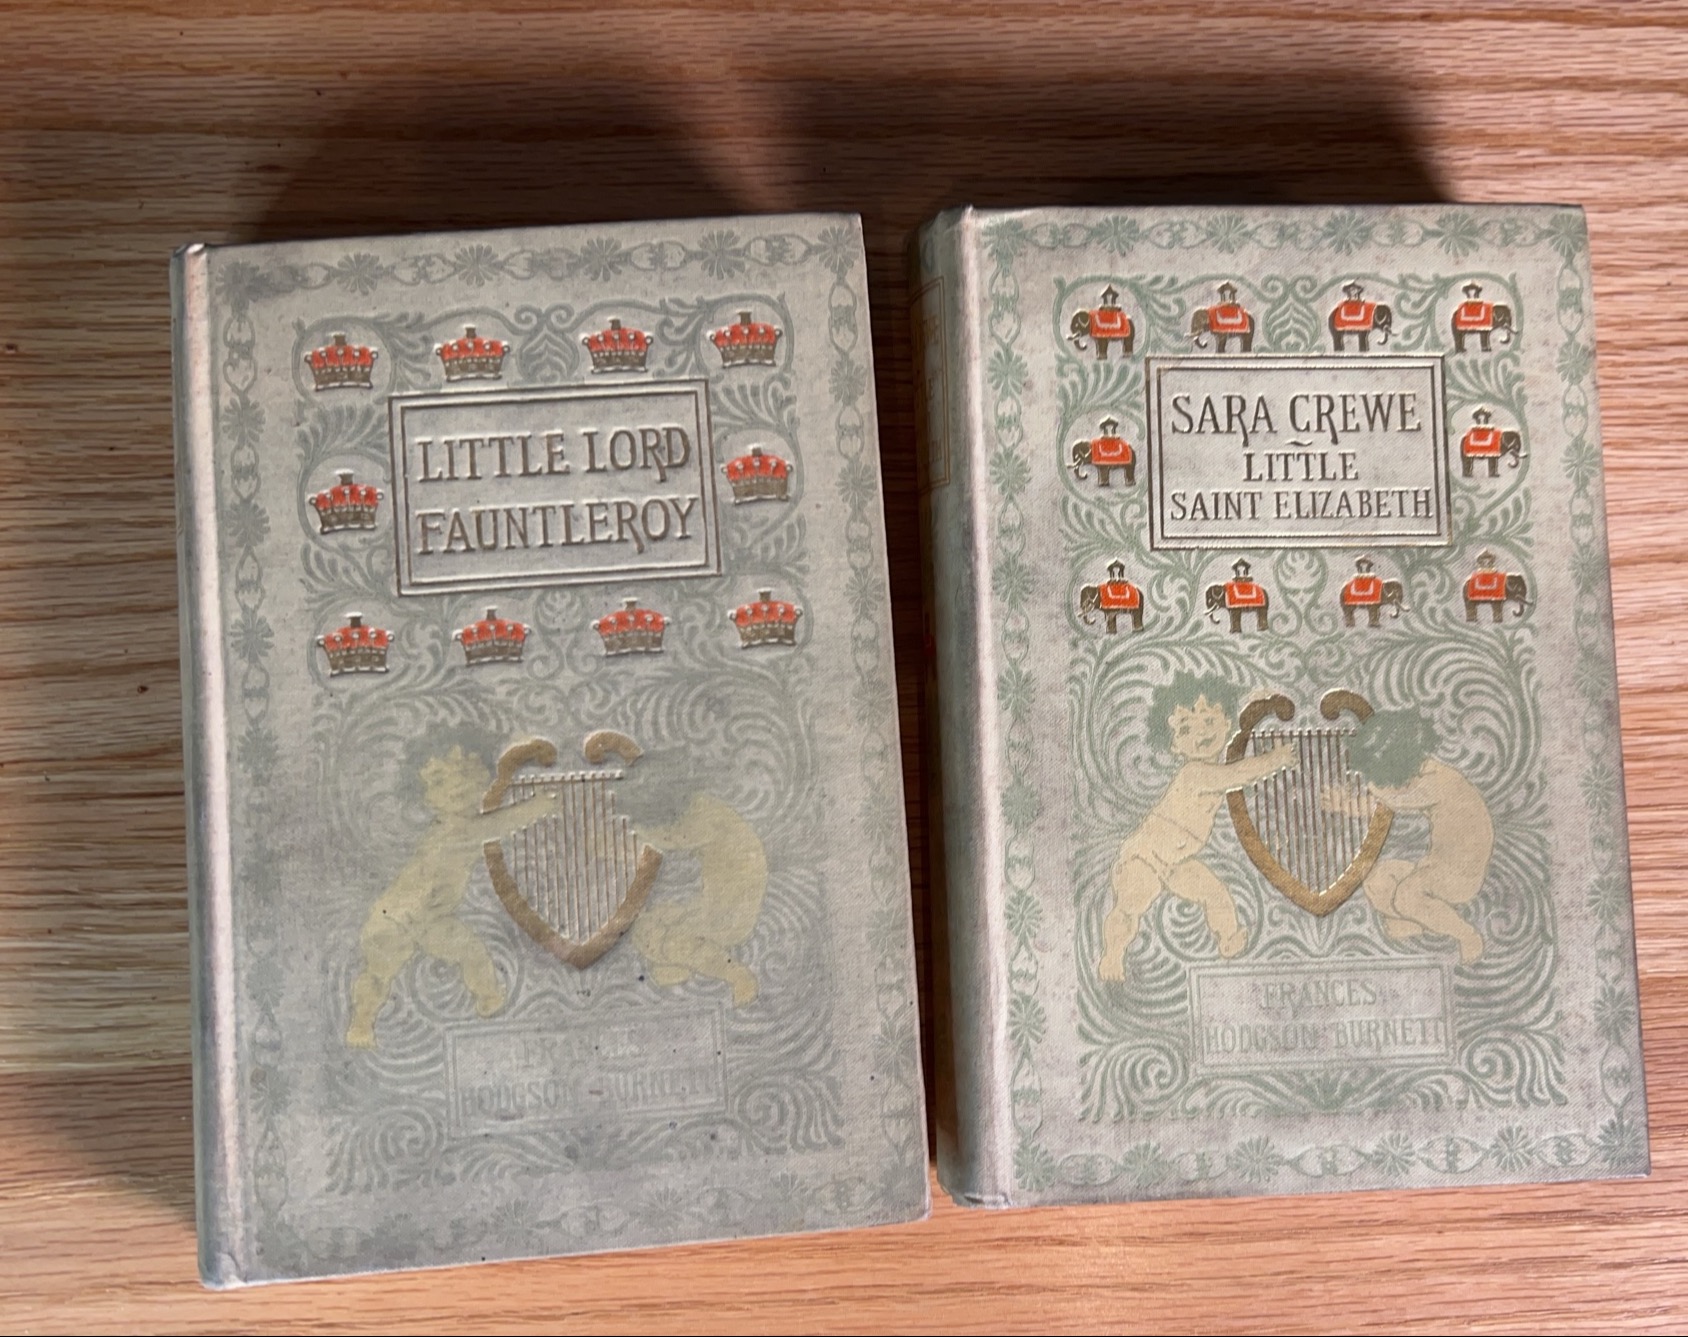 LITTLE LORD
FAUNTLEROY
FRANCES
HODGSON BURNETT
SARA CREWE
~
LITTLE
SAINT ELIZABETH
FRANCES
HODGSON BURNETT